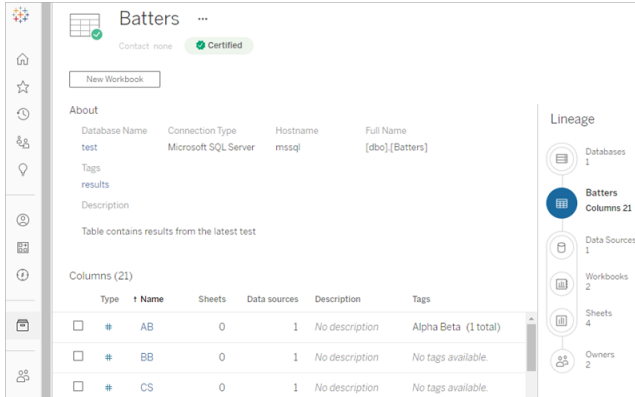 Batters ...
Contact none Certified
New Workbook
About
Database Name Connection Type Hostname Full Name
test Microsoft SQL Server mssql [dbo].[Batters]
Tags
results
Description
Table contains results from the latest test
Columns (21)
Type ↑ Name Sheets Data sources Description Tags
# AB 0 1 No description Alpha Beta (1 total)
# BB 0 1 No description No tags available.
# CS 0 1 No description No tags available.
Lineage
Databases
1
Batters
Columns 21
Data Sources
1
Workbooks
2
Sheets
4
Owners
2